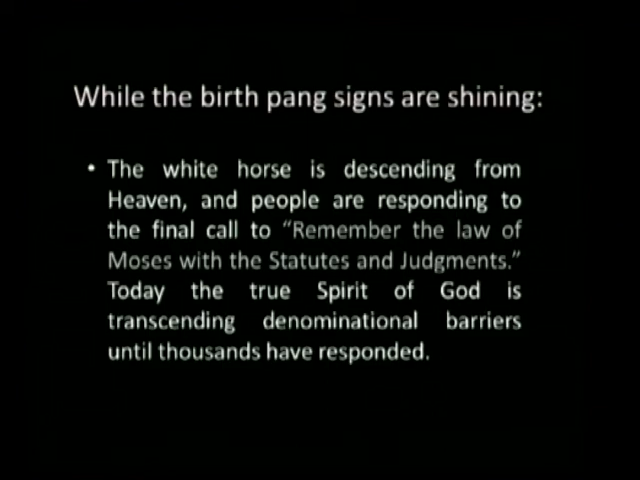 While the birth pang signs are shining:
• The white horse is descending from
Heaven, and people are responding to
the final call to “Remember the law of
Moses with the Statutes and Judgments.”
Today the true Spirit of God is
transcending denominational barriers
until thousands have responded.